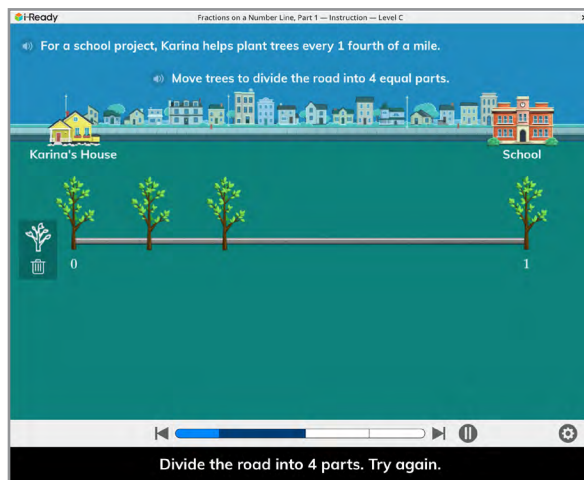 i-Ready
Fractions on a Number Line, Part 1 — Instruction — Level C
For a school project, Karina helps plant trees every 1 fourth of a mile.
Move trees to divide the road into 4 equal parts.
Karina's House
School
0
1
Divide the road into 4 parts. Try again.